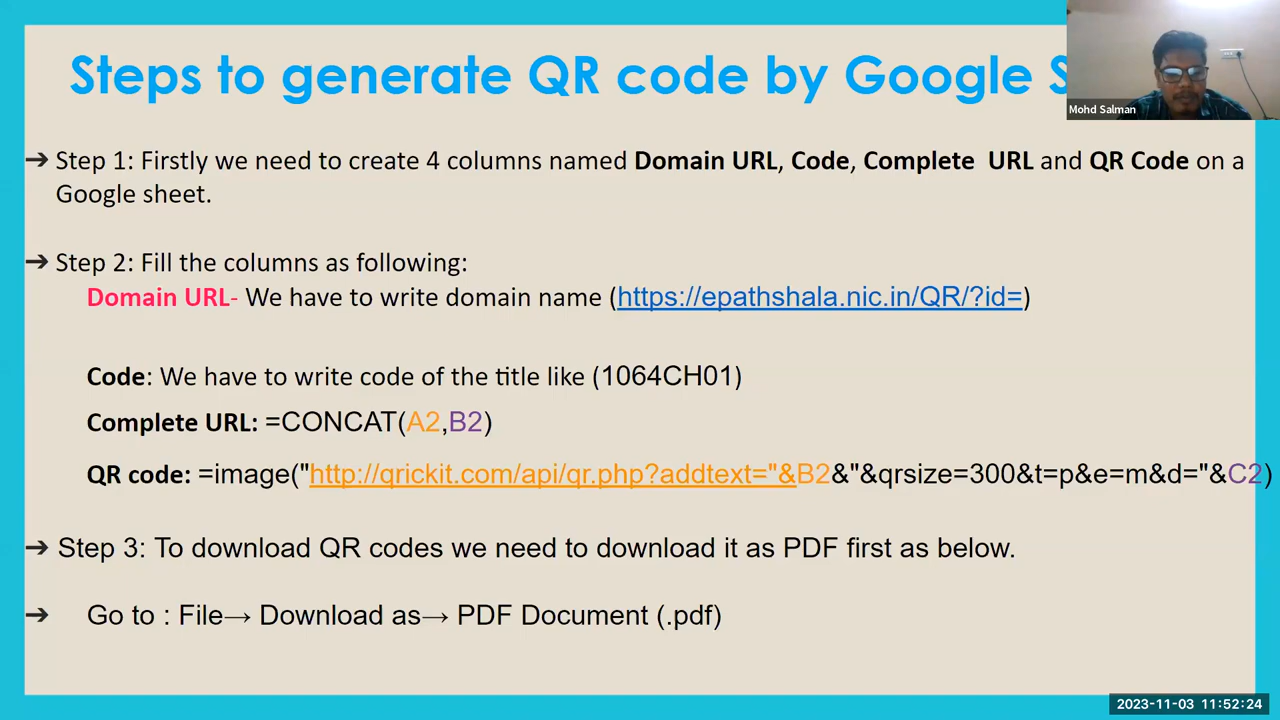 Steps to generate QR code by Google S
Mohd Salman
➔ Step 1: Firstly we need to create 4 columns named Domain URL, Code, Complete URL and QR Code on a
Google sheet.
➔ Step 2: Fill the columns as following:
Domain URL- We have to write domain name (https://epathshala.nic.in/QR/?id=)
Code: We have to write code of the title like (1064CH01)
Complete URL: =CONCAT(A2,B2)
QR code: =image("http://qrickit.com/api/qr.php?addtext="&B2&"&qrsize=300&t=p&e=m&d="&C2)
➔ Step 3: To download QR codes we need to download it as PDF first as below.
➔ Go to : File→ Download as→ PDF Document (.pdf)
2023-11-03 11:52:24